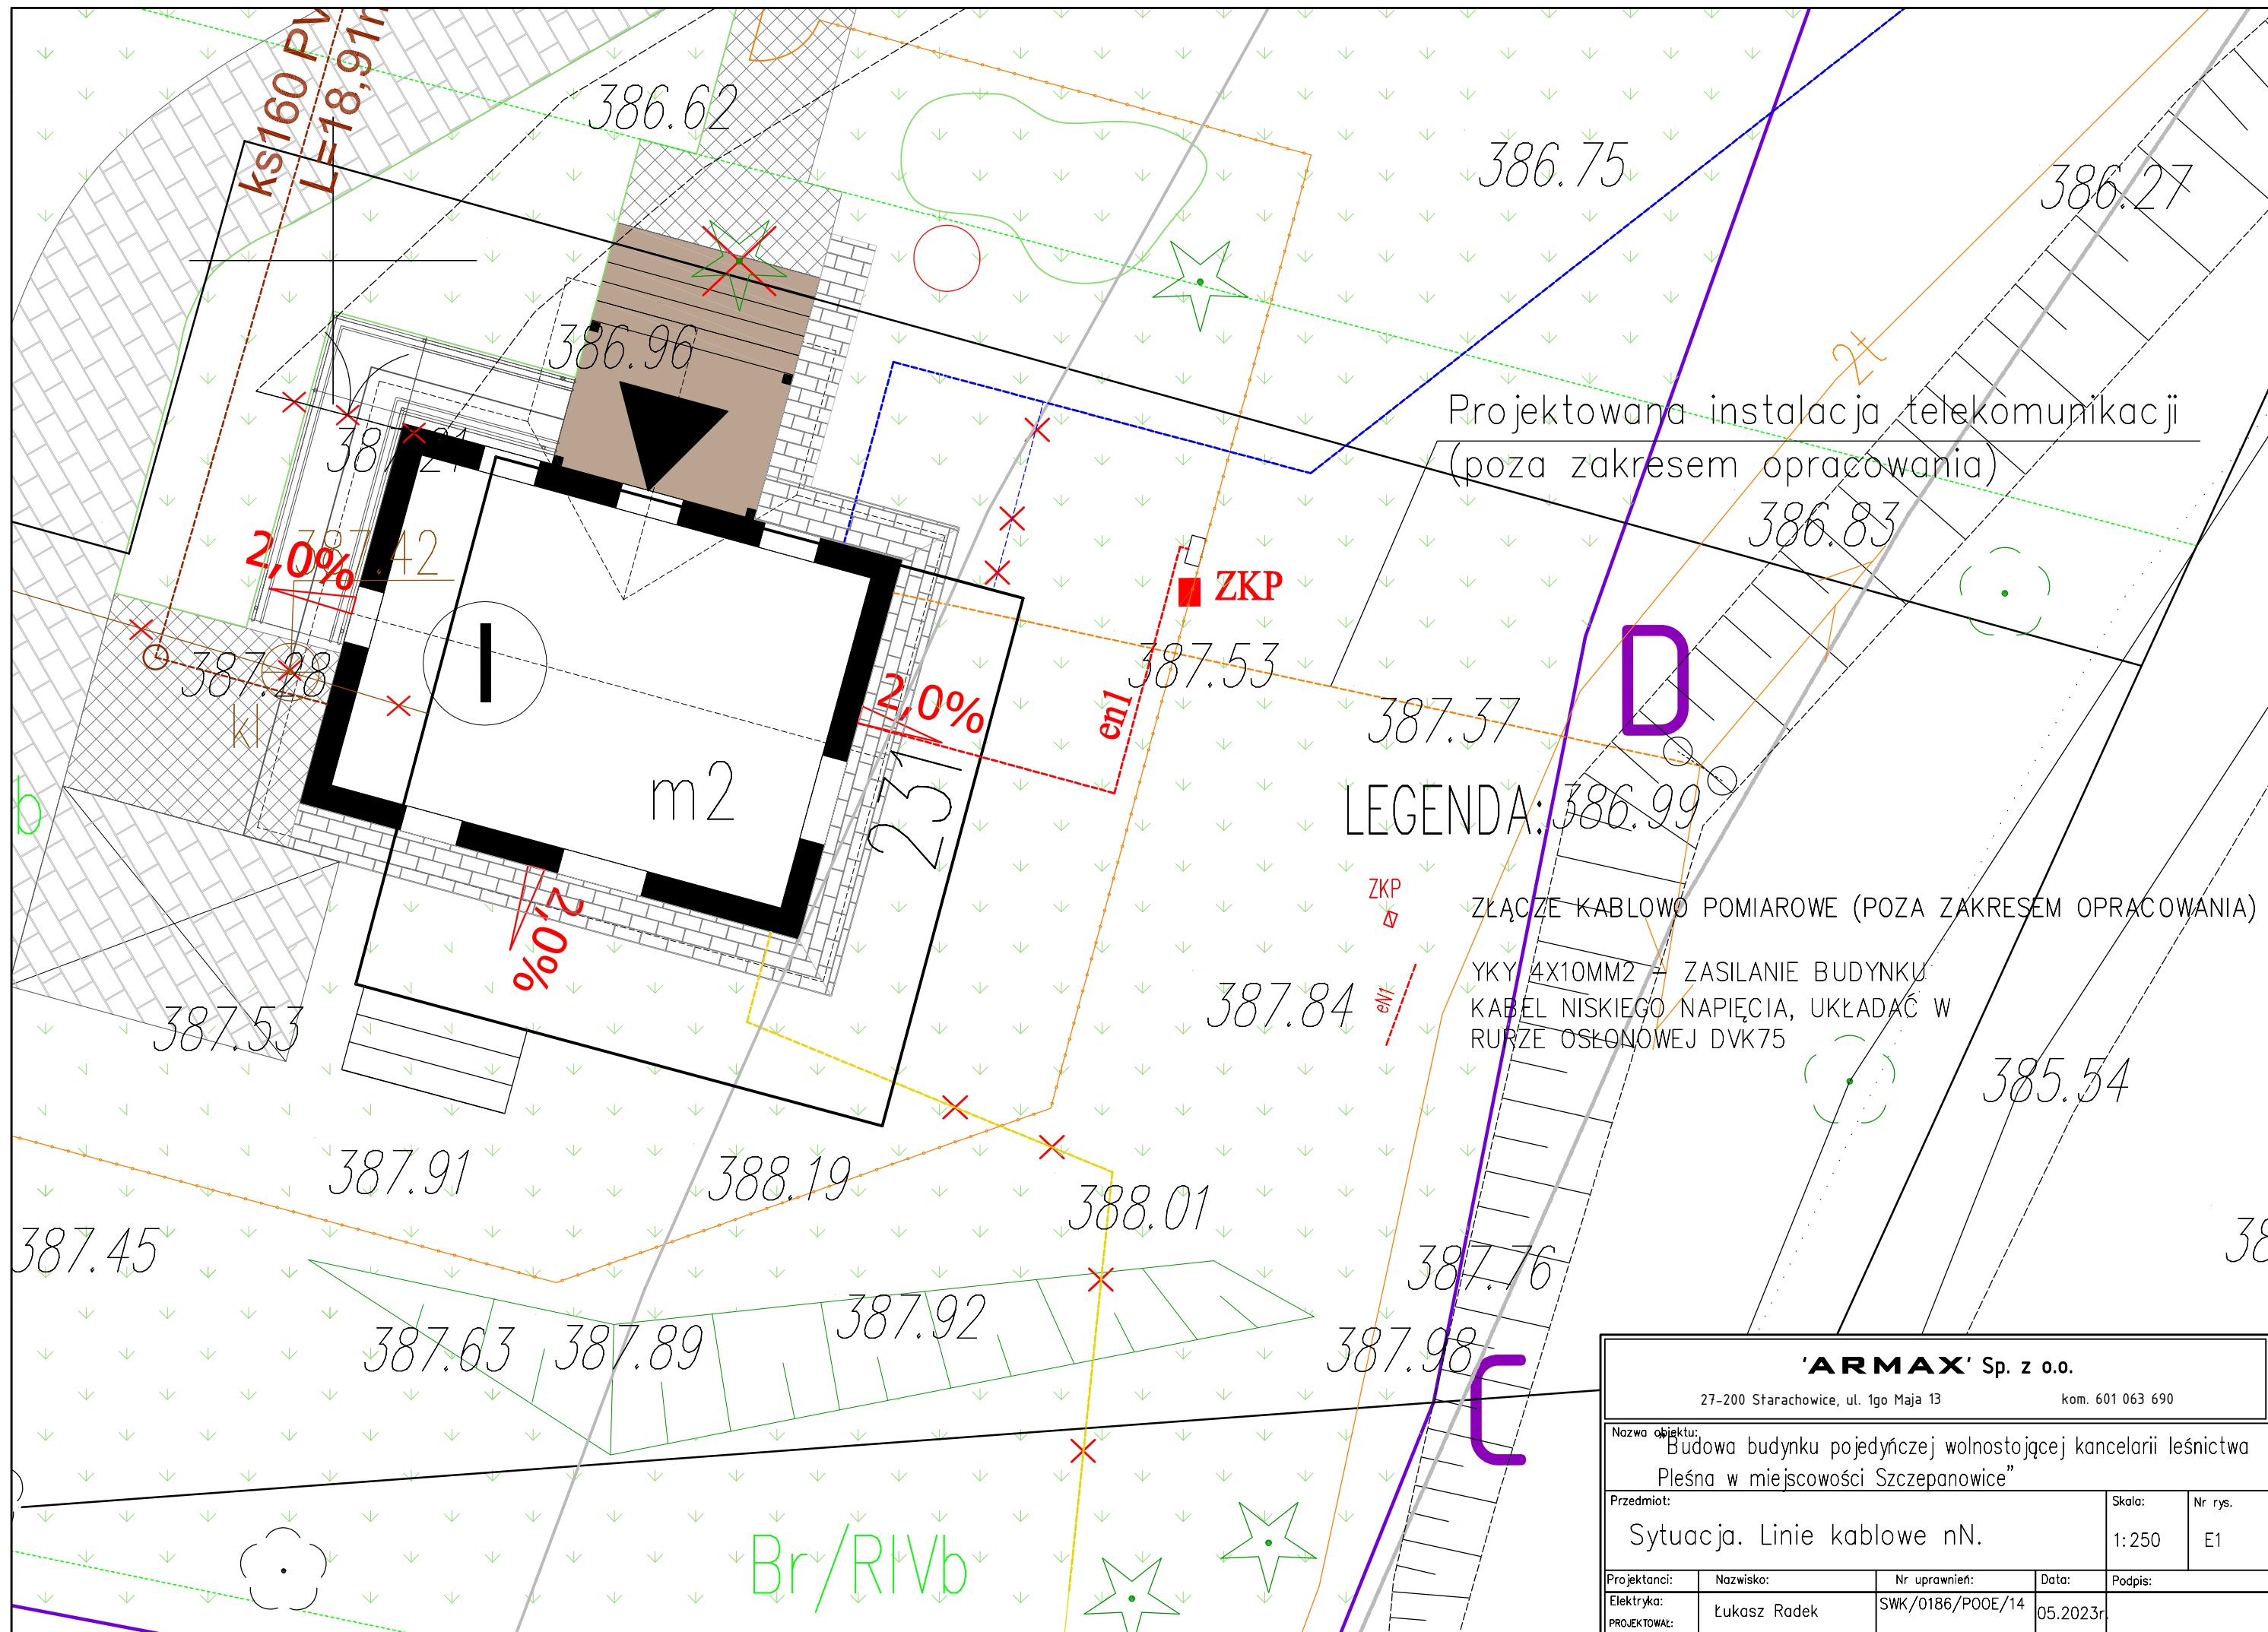 ks160 PV
L=18,91m
386.62
386.75
386.27
386.96
2t
Projektowana instalacja telekomunikacji
(poza zakresem opracowania)
387.21
386.83
387.42
2,0%
ZKP
I
387.28
387.53
2,0%
en1
D
387.37
kł
m2
231
b
LEGENDA:
386.99
ZKP
ZŁĄCZE KABLOWO POMIAROWE (POZA ZAKRESEM OPRACOWANIA)
2,0%
387.84
eN1
YKY 4X10MM2 - ZASILANIE BUDYNKU
KABEL NISKIEGO NAPIĘCIA, UKŁADAĆ W
RURZE OSŁONOWEJ DVK75
387.53
385.54
387.91
388.19
388.01
387.45
387.76
38
387.63
387.89
387.92
387.98
C
Br/RIVb
'ARMAX' Sp. z o.o.
27-200 Starachowice, ul. 1go Maja 13 kom. 601 063 690
Nazwa objektu:
"Budowa budynku pojedyńczej wolnostojącej kancelarii leśnictwa
Pleśna w miejscowości Szczepanowice"
Przedmiot: Skala: Nr rys.
Sytuacja. Linie kablowe nN. 1:250 E1
Projektanci: Nazwisko: Nr uprawnień: Data: Podpis:
Elektryka:
PROJEKTOWAŁ: Łukasz Radek SWK/0186/POOE/14 05.2023r.